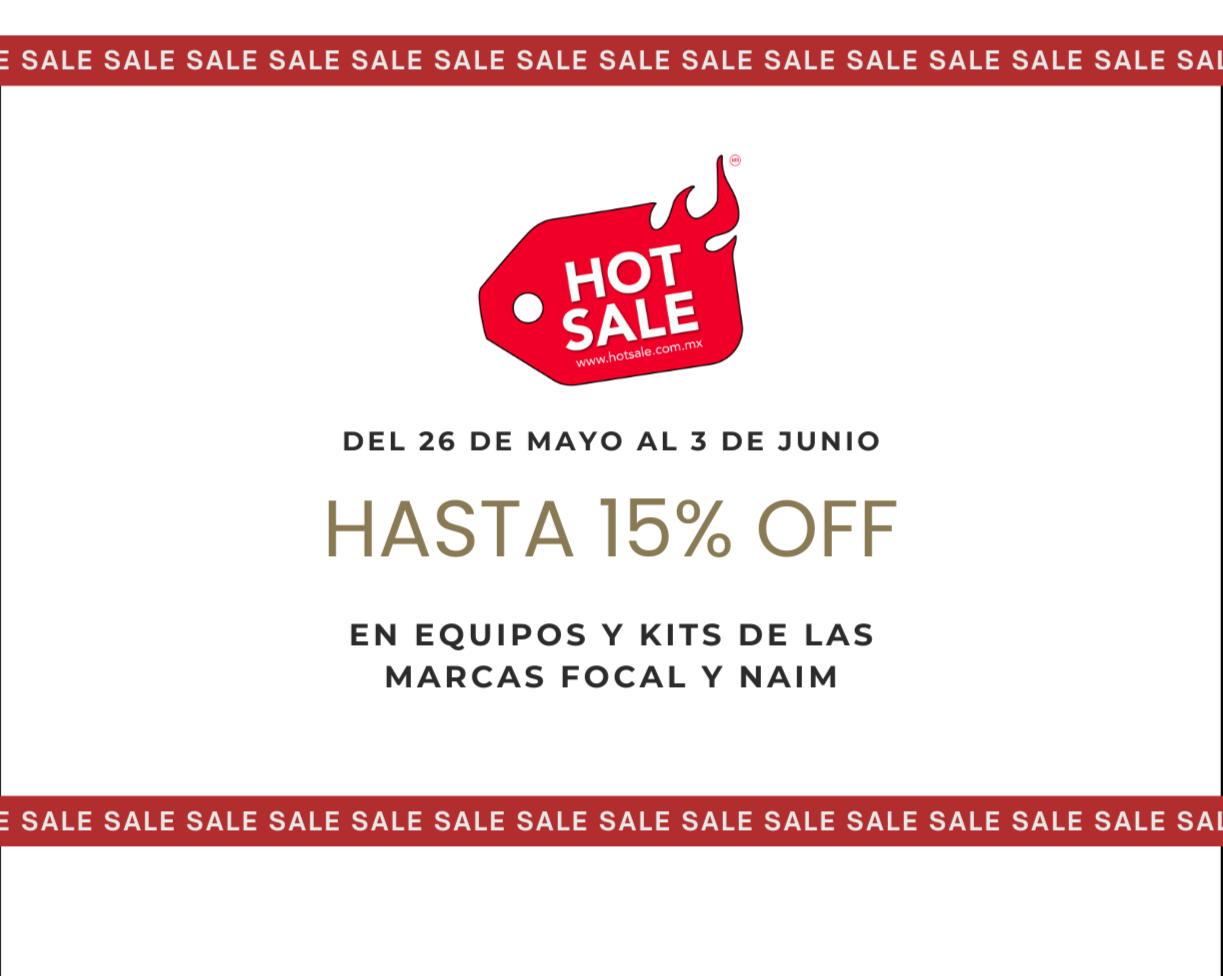 E SALE SALE SALE SALE SALE SALE SALE SALE SALE SALE SALE SALE SALE SALE SAL
HOT
SALE
www.hotsale.com.mx
DEL 26 DE MAYO AL 3 DE JUNIO
HASTA 15% OFF
EN EQUIPOS Y KITS DE LAS
MARCAS FOCAL Y NAIM
E SALE SALE SALE SALE SALE SALE SALE SALE SALE SALE SALE SALE SALE SALE SAL